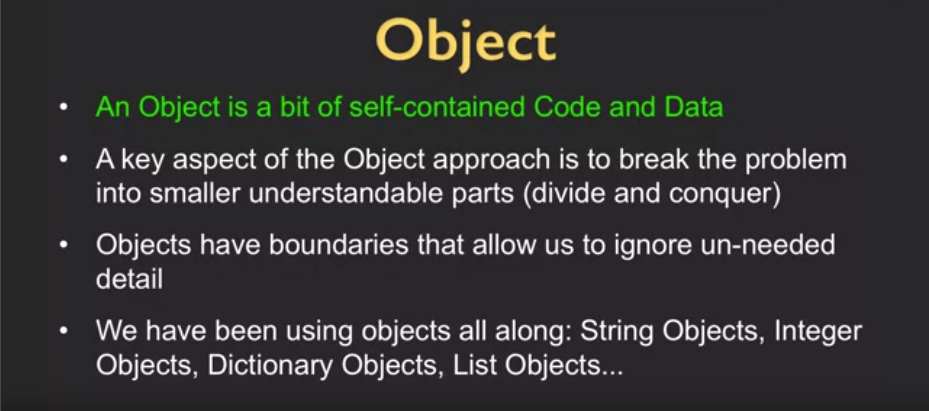 Object
• An Object is a bit of self-contained Code and Data
• A key aspect of the Object approach is to break the problem
into smaller understandable parts (divide and conquer)
• Objects have boundaries that allow us to ignore un-needed
detail
• We have been using objects all along: String Objects, Integer
Objects, Dictionary Objects, List Objects...